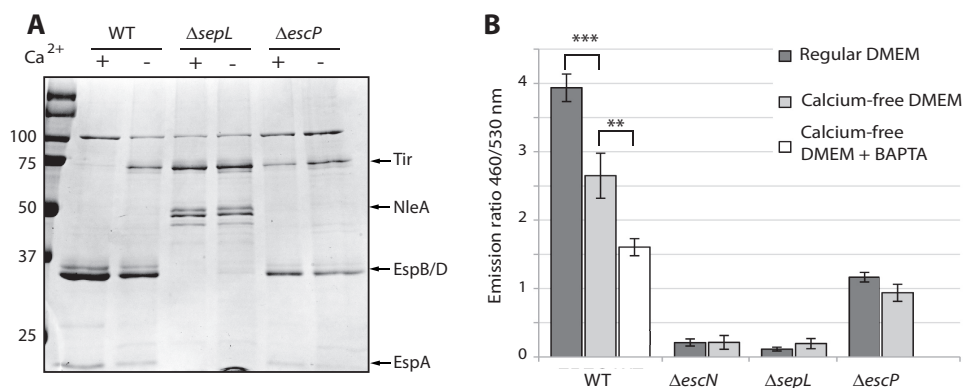 A
WT ΔsepL ΔescP
Ca2+ + - + - + -
100
75
50
37
25
Tir
NleA
EspB/D
EspA
B
Emission ratio 460/530 nm
4
3
2
1
0
***
**
Regular DMEM
Calcium-free DMEM
Calcium-free
DMEM + BAPTA
WT ΔescN ΔsepL ΔescP